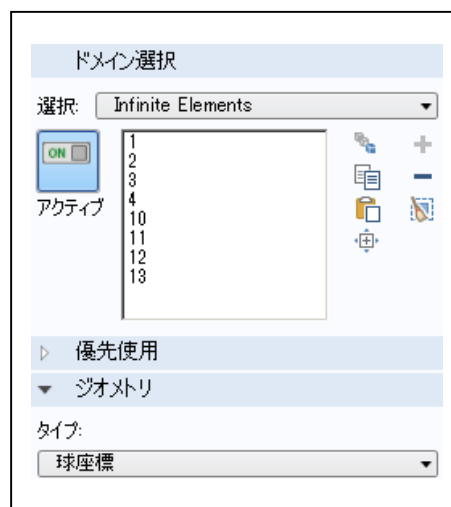 ドメイン選択
選択: Infinite Elements
ON
アクティブ
1
2
3
4
10
11
12
13
優先使用
ジオメトリ
タイプ:
球座標